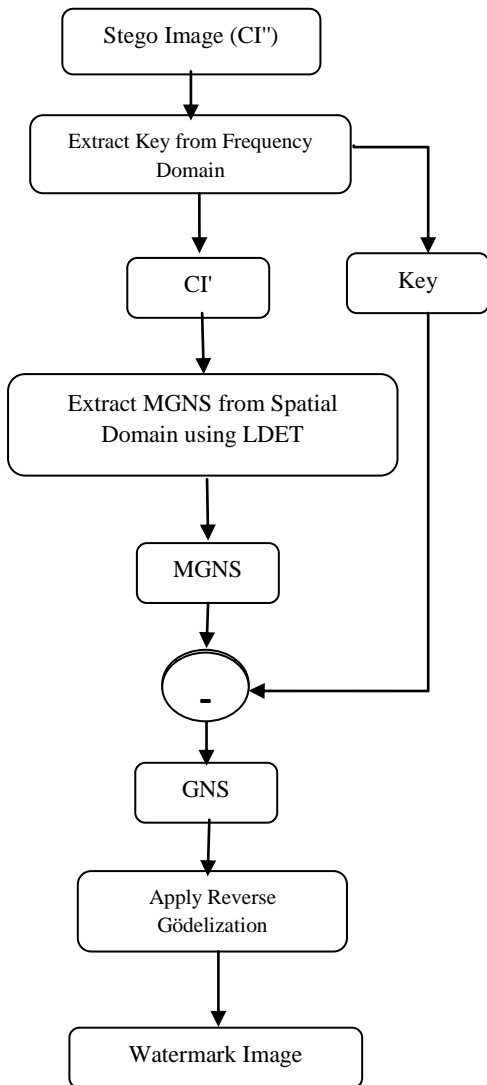 Stego Image (CI'')
Extract Key from Frequency
Domain
CI'
Key
Extract MGNS from Spatial
Domain using LDET
MGNS
-
GNS
Apply Reverse
Gödelization
Watermark Image